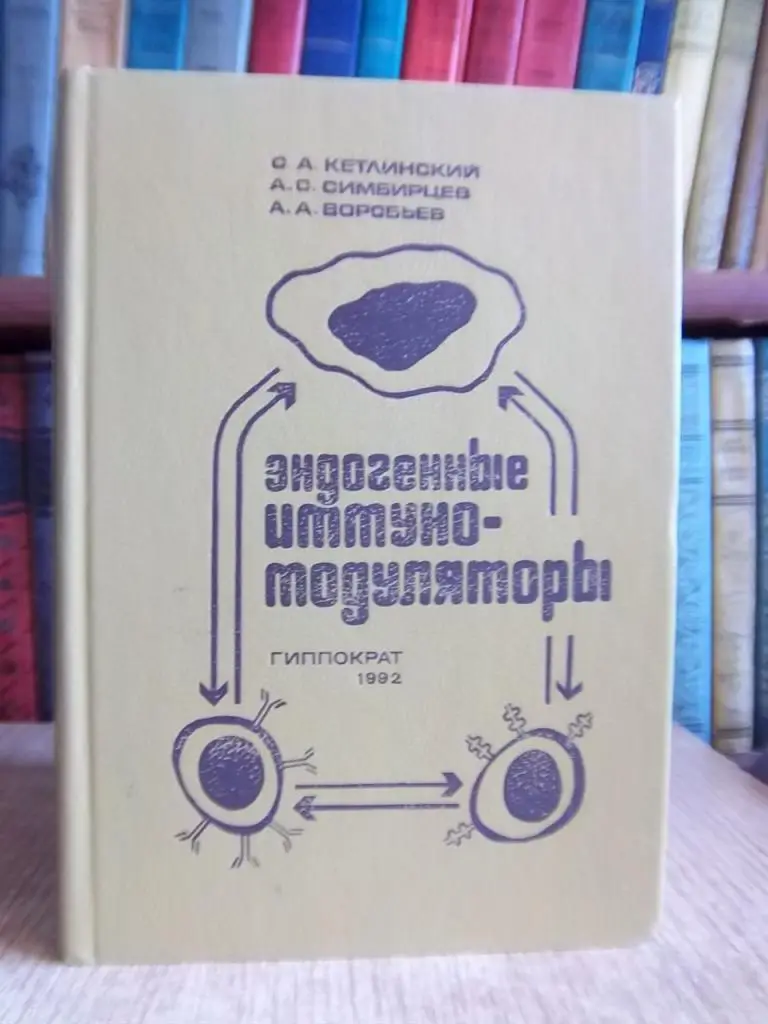 С. А. КЕТЛИНСКИЙ
А. С. СИМБИРЦЕВ
А. А. ВОРОБЬЕВ
эндогенные
иммуно-
модуляторы
ГИППОКРАТ
1992